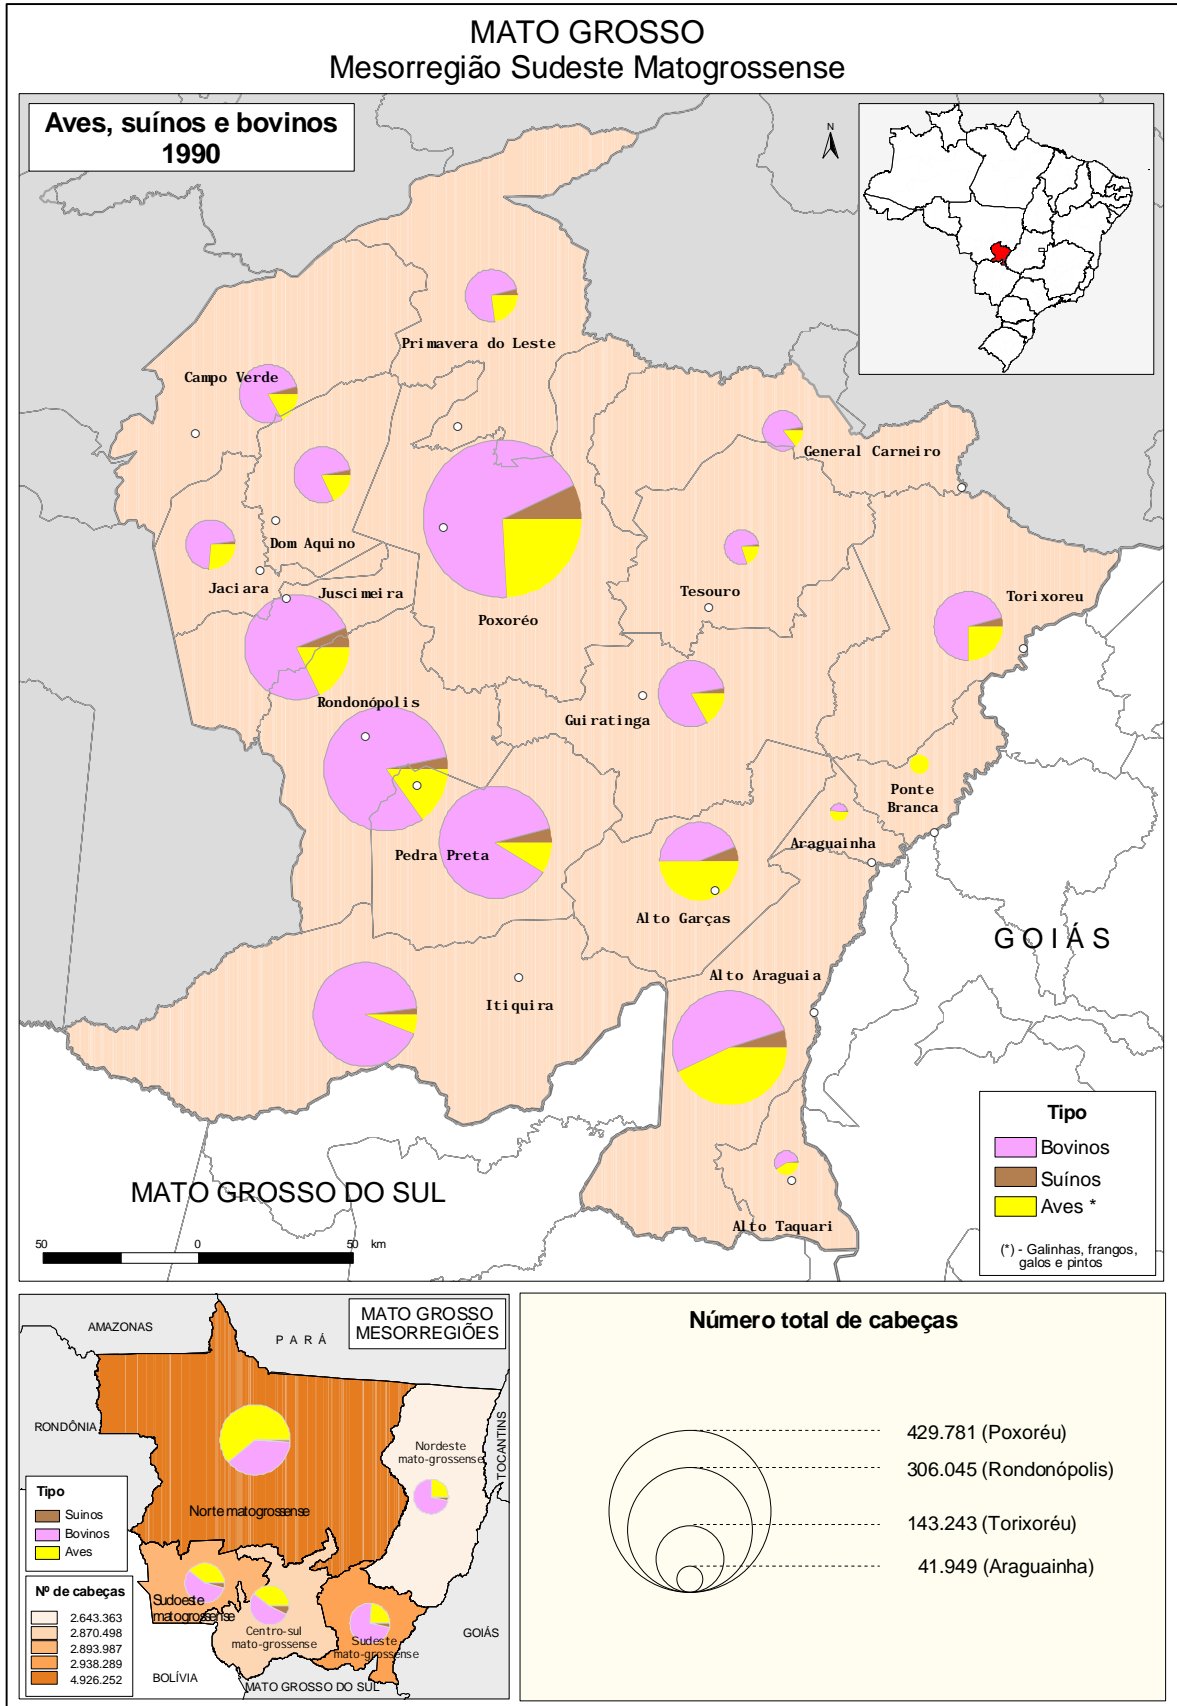 MATO GROSSO
Mesorregião Sudeste Matogrossense
Aves, suínos e bovinos
1990
N
Primavera do Leste
Campo Verde
General Carneiro
Dom Aquino
Jaciara
Juscimeira
Poxoréo
Tesouro
Torixoreu
Rondonópolis
Guiratinga
Ponte
Branca
Araguainha
Pedra Preta
Alto Garças
GOIÁS
Alto Araguaia
Itiquira
MATO GROSSO DO SUL
Alto Taquari
50 0 50 km
Tipo
Bovinos
Suínos
Aves *
(*) - Galinhas, frangos,
galos e pintos
MATO GROSSO
MESORREGIÕES
AMAZONAS
PARÁ
RONDÔNIA
TOCANTINS
Nordeste
mato-grossense
Norte matogrossense
Tipo
Suinos
Bovinos
Aves
Sudoeste
matogrossense
Centro-sul
mato-grossense
Sudeste
mato-grossense
GOIÁS
BOLÍVIA
MATO GROSSO DO SUL
Nº de cabeças
2.643.363
2.870.498
2.893.987
2.938.289
4.926.252
Número total de cabeças
429.781 (Poxoréu)
306.045 (Rondonópolis)
143.243 (Torixoréu)
41.949 (Araguainha)